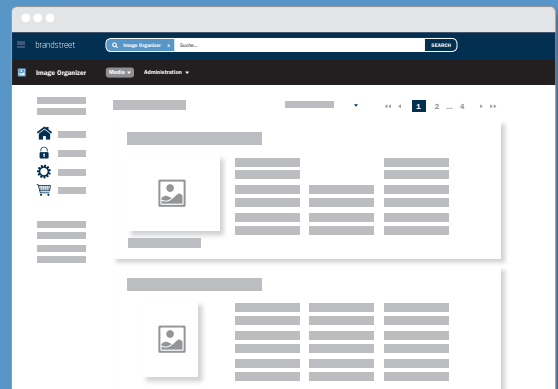 brandstreet Image Organizer x Suche... SEARCH
Image Organizer Media Administration
1 2 ... 4